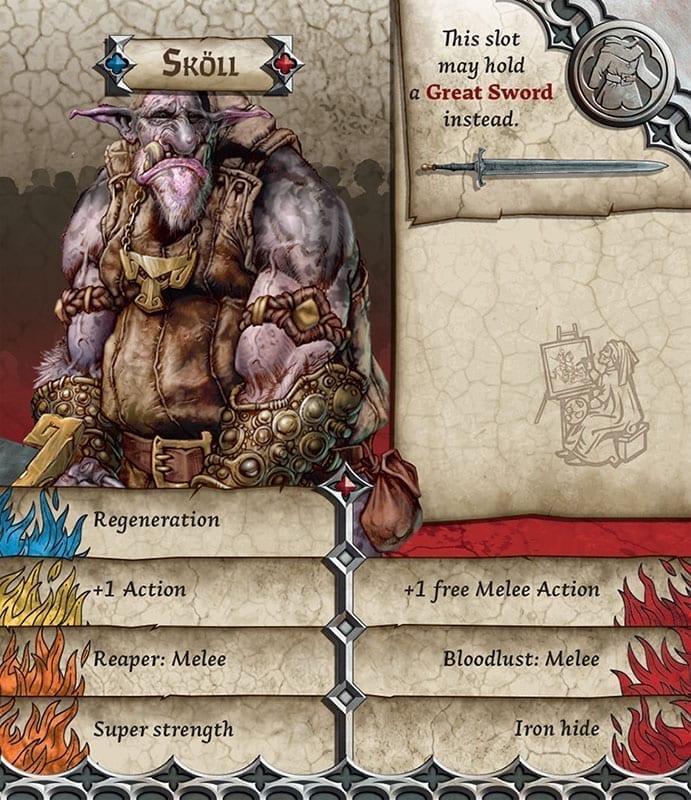 Sköll
This slot
may hold
a Great Sword
instead.
Regeneration
+1 Action
+1 free Melee Action
Reaper: Melee
Bloodlust: Melee
Super strength
Iron hide